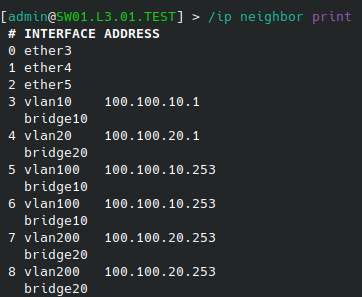 [admin@SW01.L3.01.TEST] > /ip neighbor print
# INTERFACE ADDRESS
0 ether3
1 ether4
2 ether5
3 vlan10 100.100.10.1
bridge10
4 vlan20 100.100.20.1
bridge20
5 vlan100 100.100.10.253
bridge10
6 vlan100 100.100.10.253
bridge10
7 vlan200 100.100.20.253
bridge20
8 vlan200 100.100.20.253
bridge20